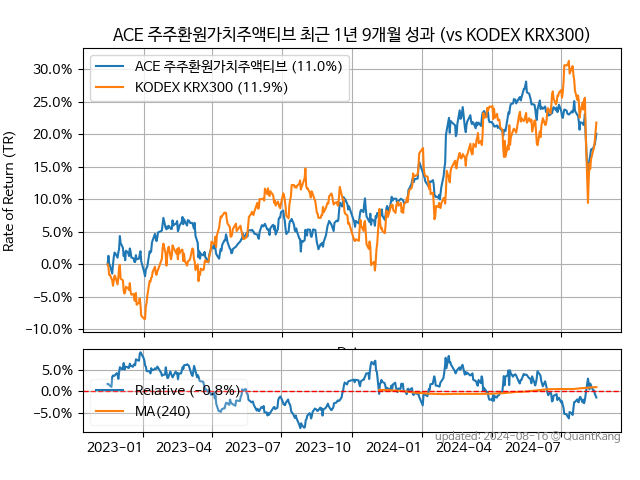 ACE 주주환원가치주액티브 최근 1년 9개월 성과 (vs KODEX KRX300)
ACE 주주환원가치주액티브 (11.0%)
KODEX KRX300 (11.9%)
Rate of Return (TR)
30.0%
25.0%
20.0%
15.0%
10.0%
5.0%
0.0%
−5.0%
−10.0%
5.0%
0.0%
−5.0%
Relative (−0.8%)
MA(240)
2023-01
2023-04
2023-07
2023-10
2024-01
2024-04
2024-07
updated: 2024-08-16 © QuantKang